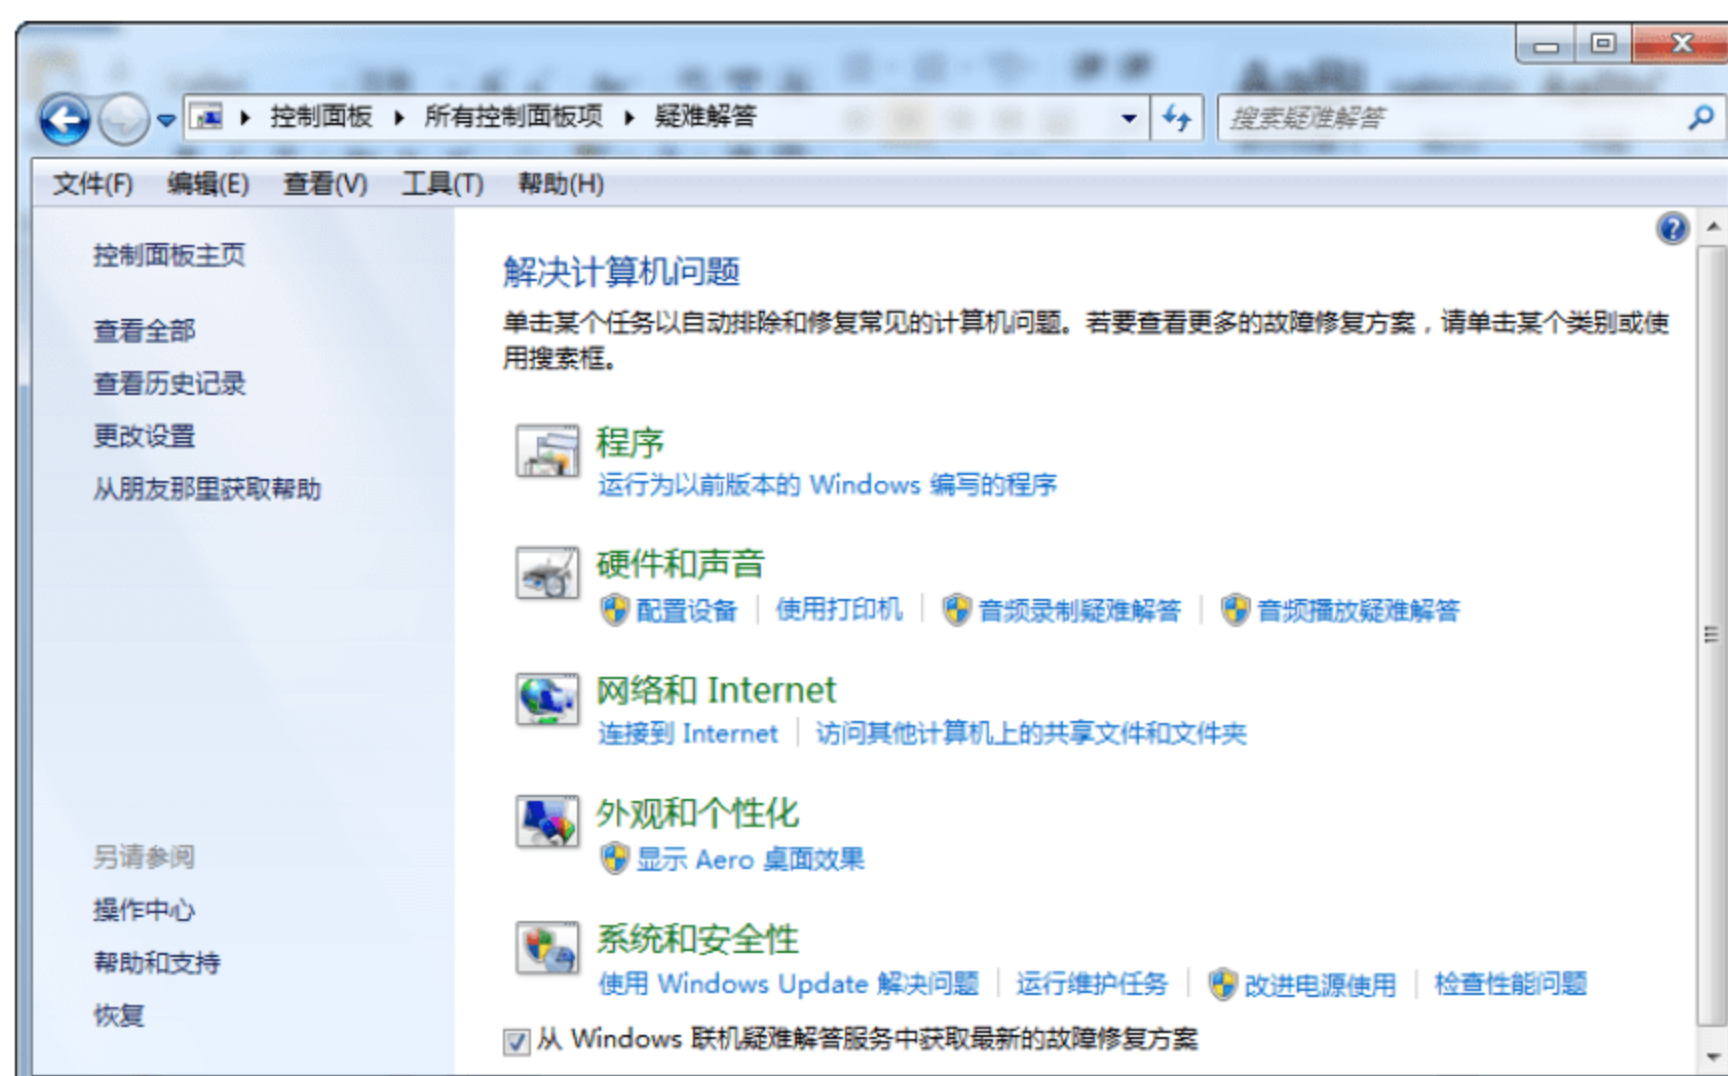 控制面板 所有控制面板项 疑难解答
搜索疑难解答
文件(F) 编辑(E) 查看(V) 工具(T) 帮助(H)
控制面板主页
查看全部
查看历史记录
更改设置
从朋友那里获取帮助
另请参阅
操作中心
帮助和支持
恢复
解决计算机问题
单击某个任务以自动排除和修复常见的计算机问题。若要查看更多的故障修复方案，请单击某个类别或使
用搜索框。
程序
运行为以前版本的 Windows 编写的程序
硬件和声音
配置设备 使用打印机 音频录制疑难解答 音频播放疑难解答
网络和 Internet
连接到 Internet 访问其他计算机上的共享文件和文件夹
外观和个性化
显示 Aero 桌面效果
系统和安全性
使用 Windows Update 解决问题 运行维护任务 改进电源使用 检查性能问题
从 Windows 联机疑难解答服务中获取最新的故障修复方案